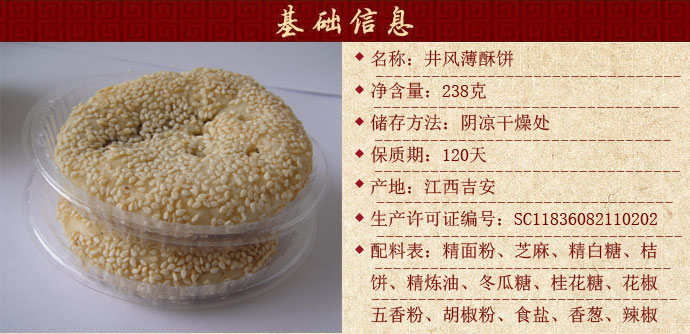 基础信息
名称：井风薄酥饼
净含量：238克
储存方法：阴凉干燥处
保质期：120天
产地：江西吉安
生产许可证编号：SC11836082110202
配料表：精面粉、芝麻、精白糖、桔
饼、精炼油、冬瓜糖、桂花糖、花椒
五香粉、胡椒粉、食盐、香葱、辣椒